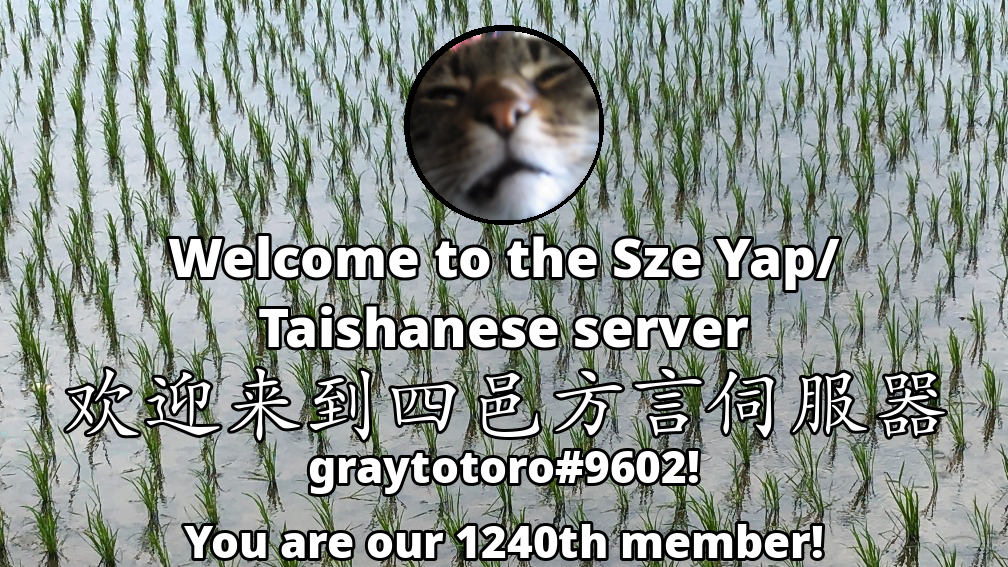 Welcome to the Sze Yap/
Taishanese server
欢迎来到四邑方言伺服器
graytotoro#9602!
You are our 1240th member!